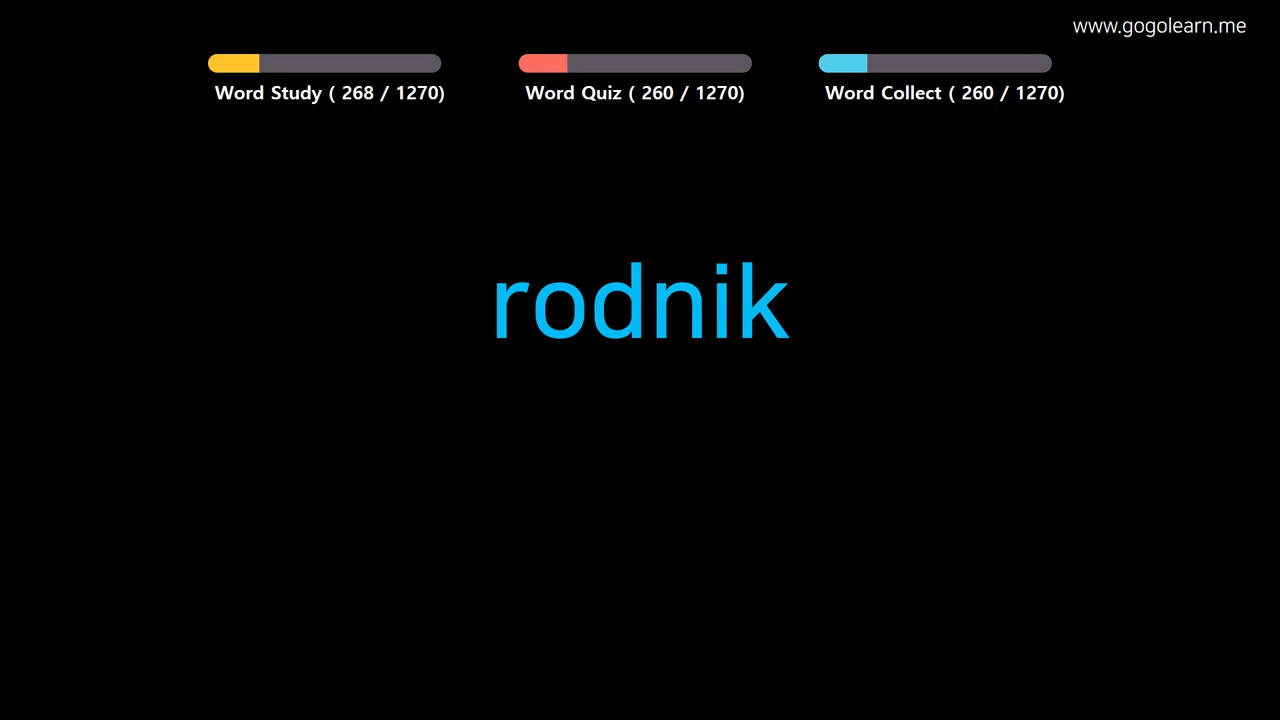 www.gogolearn.me
Word Study ( 268 / 1270)
Word Quiz ( 260 / 1270)
Word Collect ( 260 / 1270)
rodnik